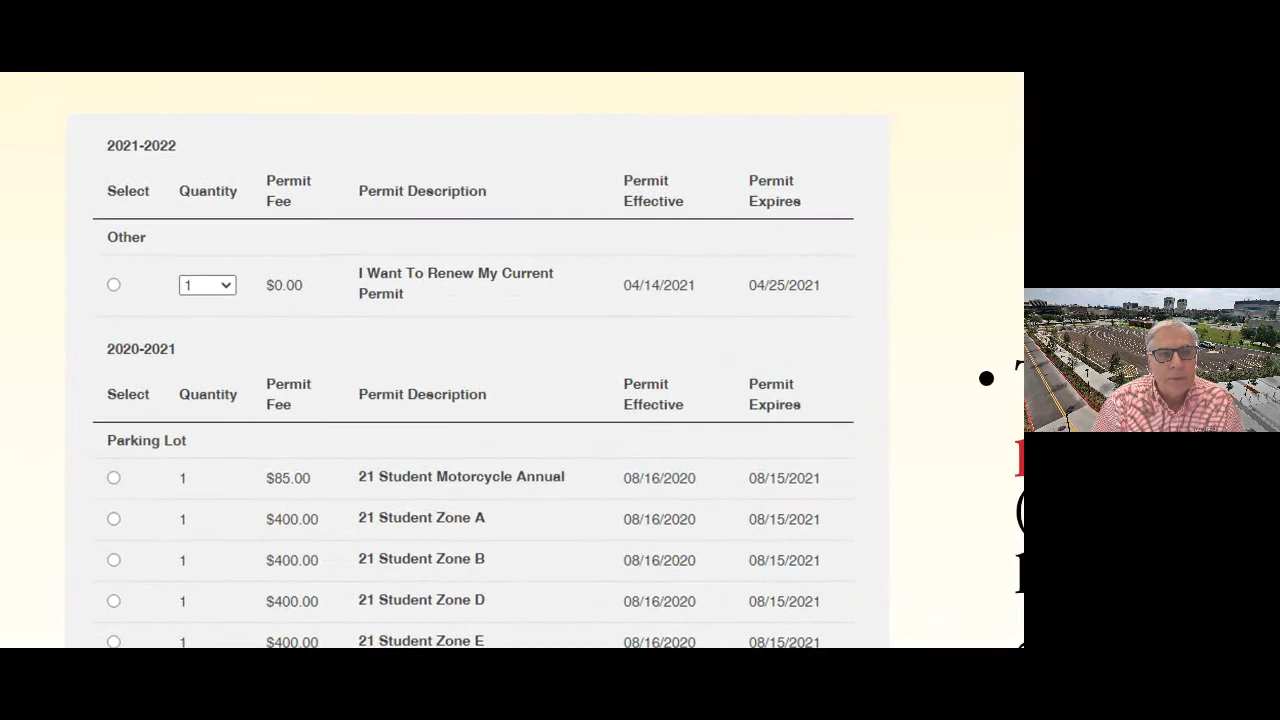 2021-2022
Select Quantity Permit Fee Permit Description Permit Effective Permit Expires
Other
1 $0.00 I Want To Renew My Current Permit 04/14/2021 04/25/2021
2020-2021
Select Quantity Permit Fee Permit Description Permit Effective Permit Expires
Parking Lot
1 $85.00 21 Student Motorcycle Annual 08/16/2020 08/15/2021
1 $400.00 21 Student Zone A 08/16/2020 08/15/2021
1 $400.00 21 Student Zone B 08/16/2020 08/15/2021
1 $400.00 21 Student Zone D 08/16/2020 08/15/2021
1 $400.00 21 Student Zone E 08/16/2020 08/15/2021